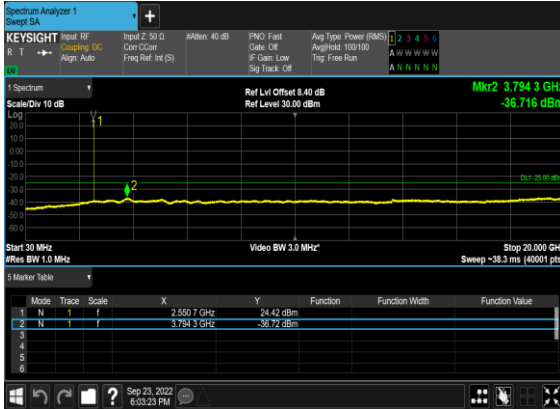 Spectrum Analyzer 1
Swept SA
+
KEYSIGHT
R T
Input: RF
Coupling: DC
Align: Auto
Input Z: 50 Ω
Corr CCorr
Freq Ref: Int (S)
#Atten: 40 dB
PNO: Fast
Gate: Off
IF Gain: Low
Sig Track: Off
Avg Type: Power (RMS)
Avg|Hold: 100/100
Trig: Free Run
1 2 3 4 5 6
A W W W W W
A N N N N N
1 Spectrum
Scale/Div 10 dB
Ref Lvl Offset 8.40 dB
Ref Level 30.00 dBm
Mkr2 3.794 3 GHz
-36.716 dBm
Log
20.0
10.0
0.00
-10.0
-20.0
-30.0
-40.0
-50.0
-60.0
1
2
DL1 -25.00 dBm
Start 30 MHz
#Res BW 1.0 MHz
Video BW 3.0 MHz*
Stop 20.000 GH
Sweep ~38.3 ms (40001 pts
5 Marker Table
Mode Trace Scale X Y Function Function Width Function Value
1 N 1 f 2.550 7 GHz 24.42 dBm
2 N 1 f 3.794 3 GHz -36.72 dBm
3
4
5
6
?
Sep 23, 2022
6:03:23 PM